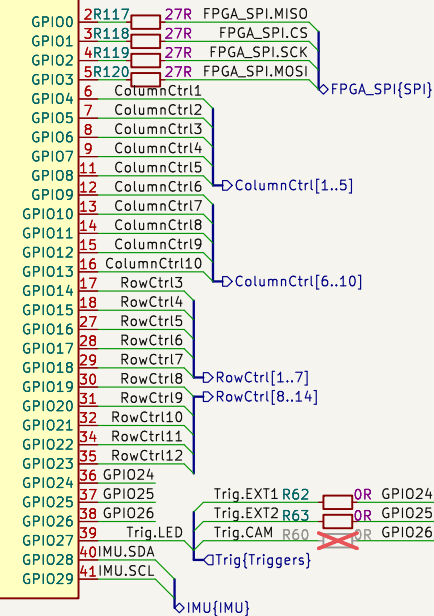 GPIO0 2 R117 27R FPGA_SPI.MISO
GPIO1 3 R118 27R FPGA_SPI.CS
GPIO2 4 R119 27R FPGA_SPI.SCK
GPIO3 5 R120 27R FPGA_SPI.MOSI
FPGA_SPI{SPI}
GPIO4 6 ColumnCtrl1
GPIO5 7 ColumnCtrl2
GPIO6 8 ColumnCtrl3
GPIO7 9 ColumnCtrl4
GPIO8 11 ColumnCtrl5
ColumnCtrl[1..5]
GPIO9 12 ColumnCtrl6
GPIO10 13 ColumnCtrl7
GPIO11 14 ColumnCtrl8
GPIO12 15 ColumnCtrl9
GPIO13 16 ColumnCtrl10
ColumnCtrl[6..10]
GPIO14 17 RowCtrl3
GPIO15 18 RowCtrl4
GPIO16 27 RowCtrl5
GPIO17 28 RowCtrl6
GPIO18 29 RowCtrl7
RowCtrl[1..7]
GPIO19 30 RowCtrl8
RowCtrl[8..14]
GPIO20 31 RowCtrl9
GPIO21 32 RowCtrl10
GPIO22 34 RowCtrl11
GPIO23 35 RowCtrl12
GPIO24 36 GPIO24
GPIO25 37 GPIO25 Trig.EXT1 R62 0R GPIO24
GPIO26 38 GPIO26 Trig.EXT2 R63 0R GPIO25
GPIO27 39 Trig.LED Trig.CAM R60 0R GPIO26
GPIO28 40 IMU.SDA Trig{Triggers}
GPIO29 41 IMU.SCL
IMU{IMU}